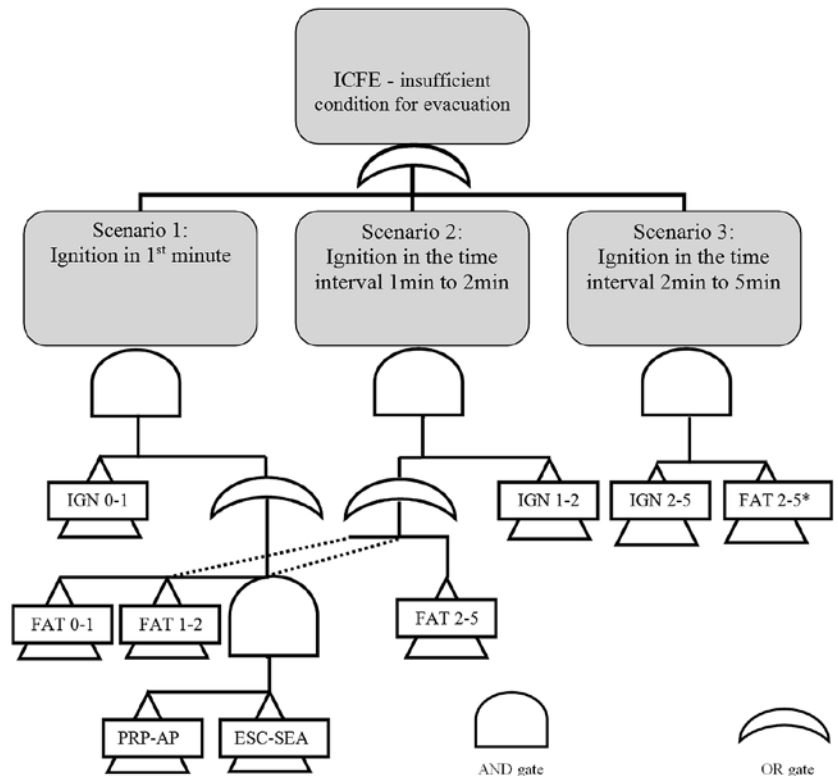 ICFE - insufficient
condition for evacuation
Scenario 1:
Ignition in 1st minute
Scenario 2:
Ignition in the time
interval 1min to 2min
Scenario 3:
Ignition in the time
interval 2min to 5min
IGN 0-1
IGN 1-2
IGN 2-5
FAT 2-5*
FAT 0-1
FAT 1-2
FAT 2-5
PRP-AP
ESC-SEA
AND gate
OR gate